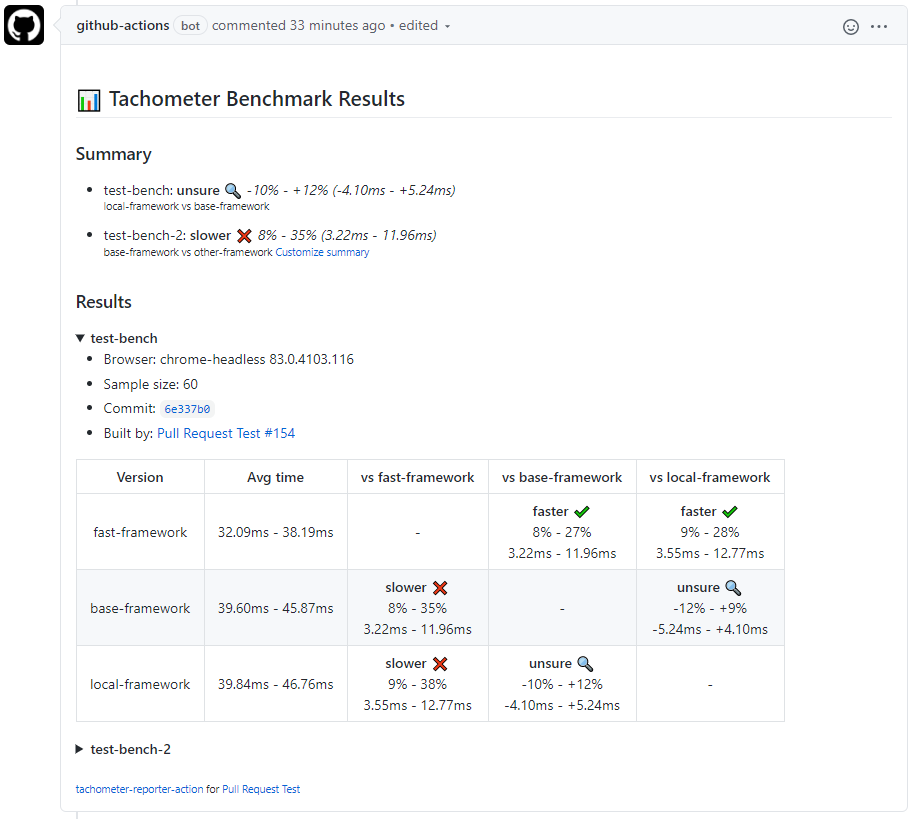 github-actions bot commented 33 minutes ago • edited
Tachometer Benchmark Results
Summary
• test-bench: unsure 🔍 -10% - +12% (-4.10ms - +5.24ms)
local-framework vs base-framework
• test-bench-2: slower ❌ 8% - 35% (3.22ms - 11.96ms)
base-framework vs other-framework Customize summary
Results
▼ test-bench
• Browser: chrome-headless 83.0.4103.116
• Sample size: 60
• Commit: 6e337b0
• Built by: Pull Request Test #154
Version Avg time vs fast-framework vs base-framework vs local-framework
faster ✔ faster ✔
fast-framework 32.09ms - 38.19ms - 8% - 27% 9% - 28%
3.22ms - 11.96ms 3.55ms - 12.77ms
slower ❌ unsure 🔍
base-framework 39.60ms - 45.87ms 8% - 35% - -12% - +9%
3.22ms - 11.96ms -5.24ms - +4.10ms
slower ❌ unsure 🔍
local-framework 39.84ms - 46.76ms 9% - 38% -10% - +12% -
3.55ms - 12.77ms -4.10ms - +5.24ms
▶ test-bench-2
tachometer-reporter-action for Pull Request Test